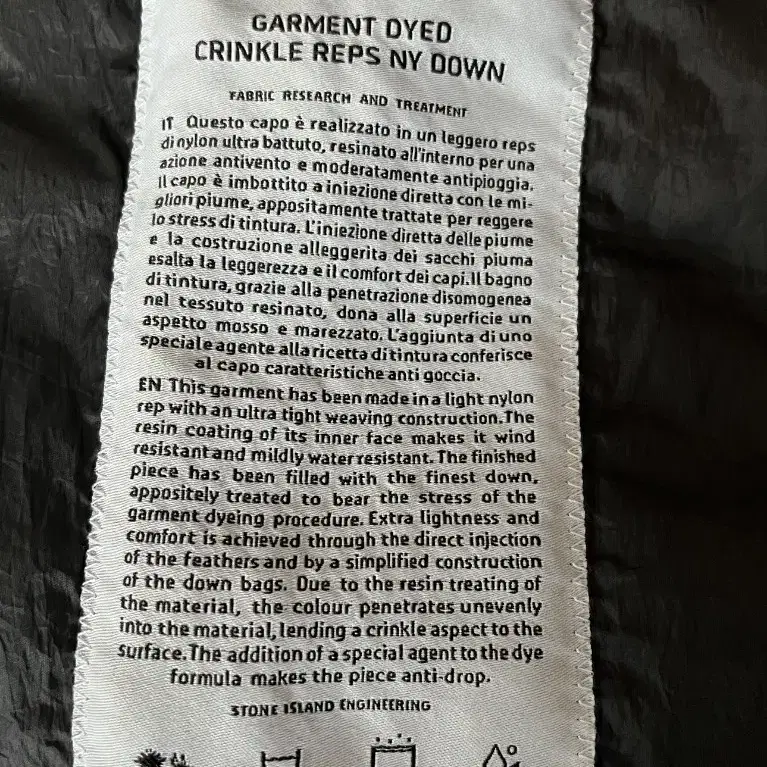 GARMENT DYED
CRINKLE REPS NY DOWN
FABRIC RESEARCH AND TREATMENT
IT Questo capo è realizzato in un leggero reps
di nylon ultra battuto, resinato all'interno per una
azione antivento e moderatamente antipioggia.
Il capo è imbottito a iniezione diretta con le mi-
gliori piume, appositamente trattate per reggere
lo stress di tintura. L'iniezione diretta delle piume
e la costruzione alleggerita dei sacchi piuma
esalta la leggerezza e il comfort dei capi. Il bagno
di tintura, grazie alla penetrazione disomogenea
nel tessuto resinato, dona alla superficie un
aspetto mosso e marezzato. L'aggiunta di uno
speciale agente alla ricetta di tintura conferisce
al capo caratteristiche anti goccia.
EN This garment has been made in a light nylon
rep with an ultra tight weaving construction. The
resin coating of its inner face makes it wind
resistant and mildly water resistant. The finished
piece has been filled with the finest down,
appositely treated to bear the stress of the
garment dyeing procedure. Extra lightness and
comfort is achieved through the direct injection
of the feathers and by a simplified construction
of the down bags. Due to the resin treating of
the material, the colour penetrates unevenly
into the material, lending a crinkle aspect to the
surface. The addition of a special agent to the dye
formula makes the piece anti-drop.
STONE ISLAND ENGINEERING